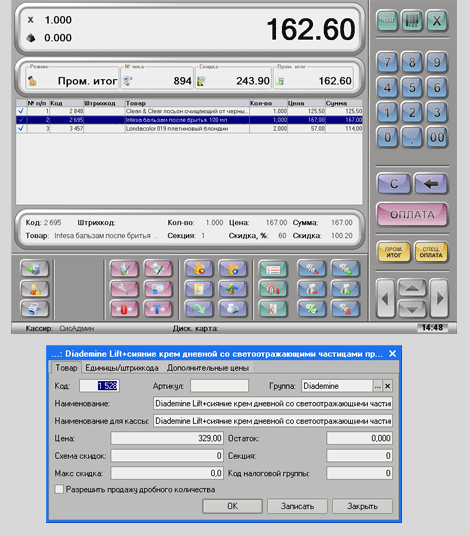 X 1.000
0.000
162.60
Режим № чека Скидка Пром. итог
Пром. итог 894 243.90 162.60
№ п/п Код Штрихкод Товар Кол-во Цена Сумма
1 2 848 Clean & Clear лосьон очищающий от черны... 1,000 125,50 125,50
2 2 695 Intesa бальзам после бритья 100 мл 1,000 167,00 167,00
3 3 457 Londacolor 019 платиновый блондин 2,000 57,00 114,00
Код: 2 695 Штрихкод: Кол-во: 1.000 Цена: 167.00 Сумма: 167.00
Товар: Intesa бальзам после бритья ... Секция: 1 Скидка, %: 60 Скидка: 100.20
X
7 8 9
4 5 6
1 2 3
0 . 00
C
ОПЛАТА
ПРОМ. ИТОГ
СПЕЦ. ОПЛАТА
Кассир: ОисАдмин Диск. карта: 14:48
...: Diademine Lift+сияние крем дневной со светоотражающими частицами пр...
Товар Единицы/штрихкода Дополнительные цены
Код: 1 528 Артикул: Группа: Diademine ... x
Наименование: Diademine Lift+сияние крем дневной со светоотражающими части
Наименование для кассы: Diademine Lift+сияние крем дневной со светоотражающими части
Цена: 329,00 Остаток: 0,000
Схема скидок: 0 Секция: 0
Макс скидка: 0,0 Код налоговой группы: 0
Разрешить продажу дробного количества
ОК Записать Закрыть